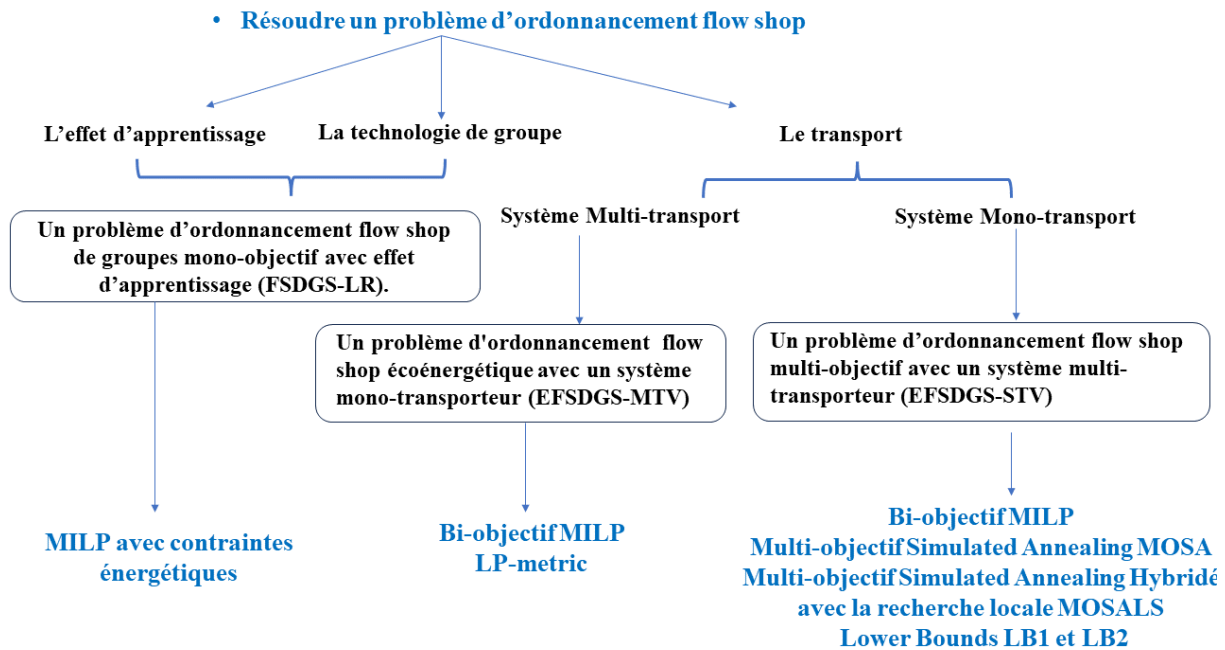 • Résoudre un problème d’ordonnancement flow shop
L’effet d’apprentissage
La technologie de groupe
Le transport
Un problème d’ordonnancement flow shop
de groupes mono-objectif avec effet
d’apprentissage (FSDGS-LR).
Système Multi-transport
Système Mono-transport
Un problème d'ordonnancement flow
shop écoénergétique avec un système
mono-transporteur (EFSDGS-MTV)
Un problème d’ordonnancement flow shop
multi-objectif avec un système multi-
transporteur (EFSDGS-STV)
MILP avec contraintes
énergétiques
Bi-objectif MILP
LP-metric
Bi-objectif MILP
Multi-objectif Simulated Annealing MOSA
Multi-objectif Simulated Annealing Hybridé
avec la recherche locale MOSALS
Lower Bounds LB1 et LB2